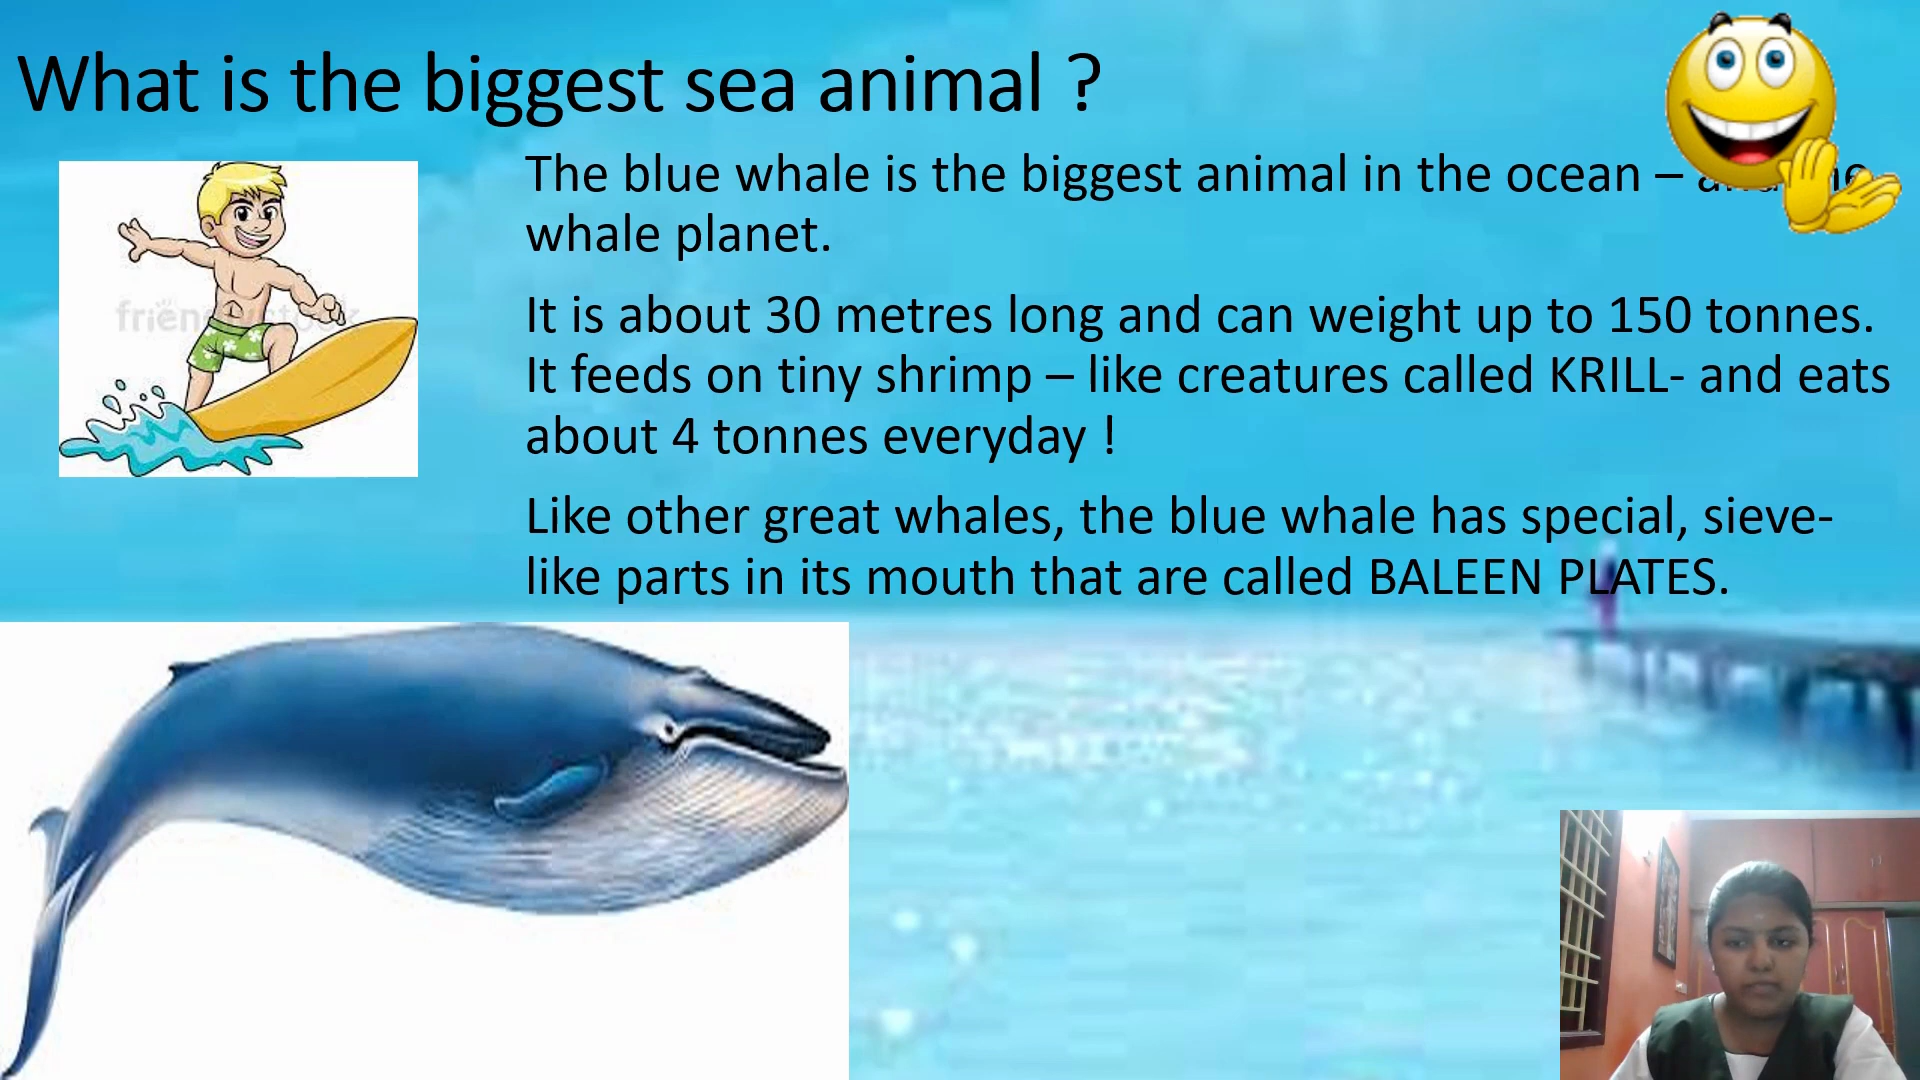 What is the biggest sea animal ?
The blue whale is the biggest animal in the ocean –
whale planet.
It is about 30 metres long and can weight up to 150 tonnes.
It feeds on tiny shrimp – like creatures called KRILL- and eats
about 4 tonnes everyday !
Like other great whales, the blue whale has special, sieve-
like parts in its mouth that are called BALEEN PLATES.